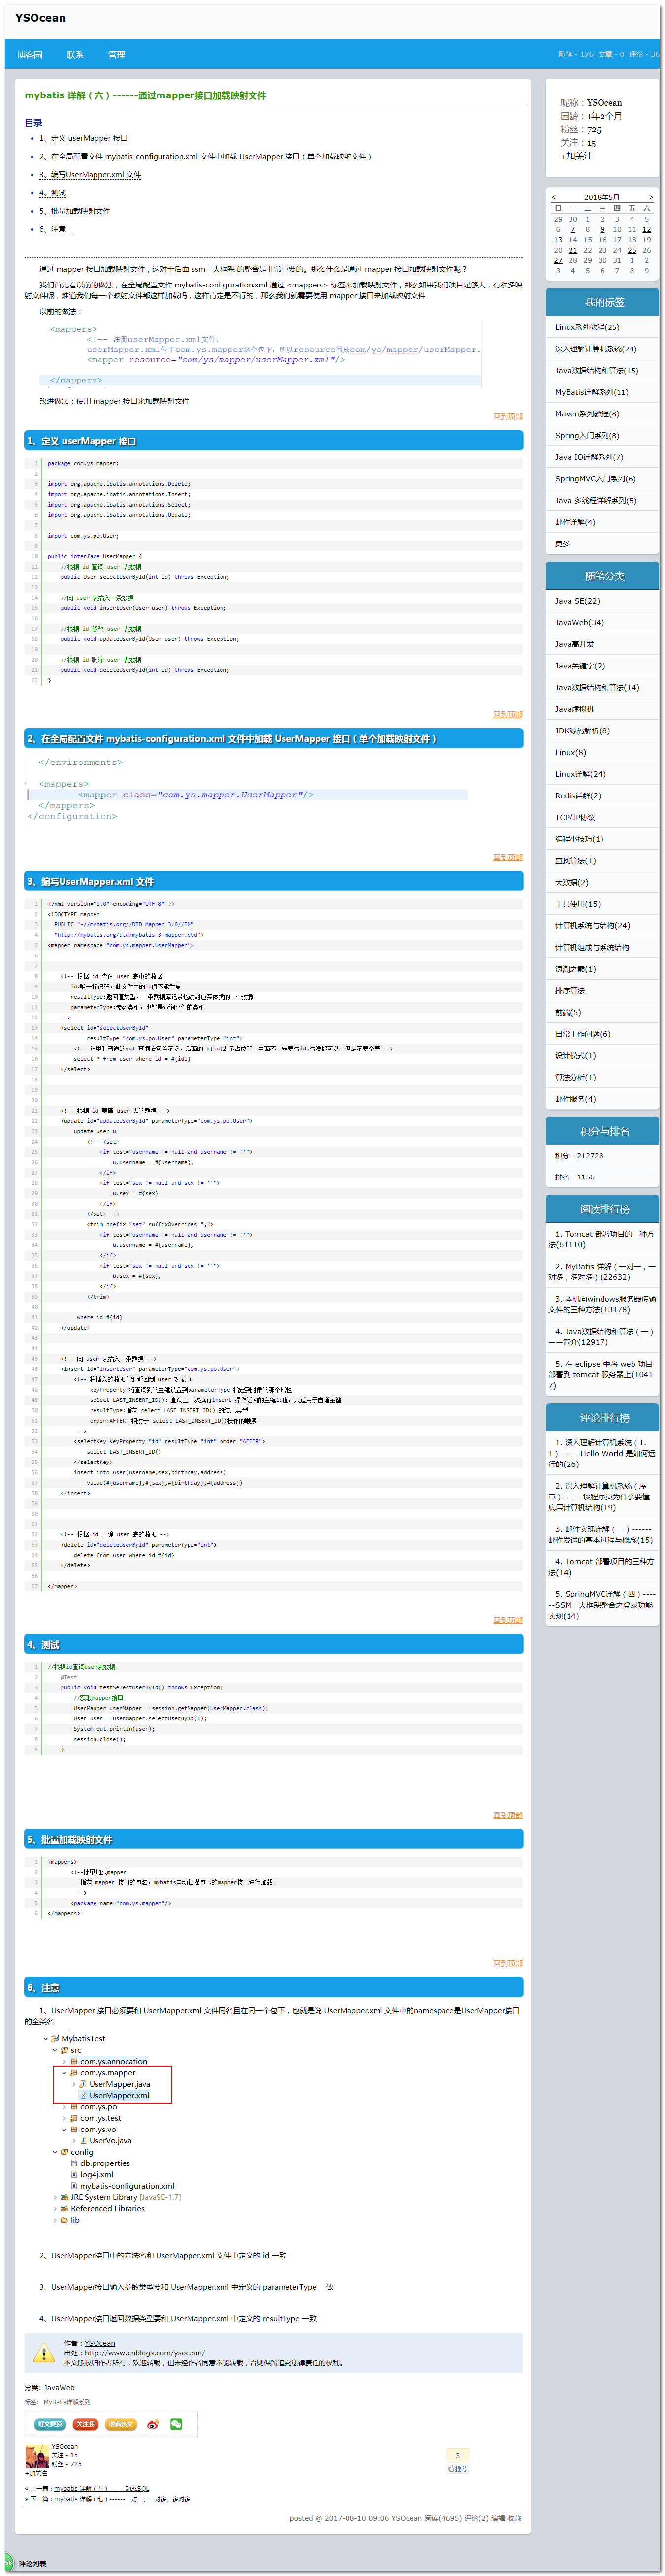 YSOcean
博客园 联系 管理 随笔 - 176 文章 - 0 评论 - 36
mybatis 详解（六）------通过mapper接口加载映射文件
目录
1、定义 userMapper 接口
2、在全局配置文件 mybatis-configuration.xml 文件中加载 UserMapper 接口（单个加载映射文件）
3、编写UserMapper.xml 文件
4、测试
5、批量加载映射文件
6、注意
通过 mapper 接口加载映射文件，这对于后面 ssm三大框架 的整合是非常重要的。那么什么是通过 mapper 接口加载映射文件呢？
我们首先看以前的做法，在全局配置文件 mybatis-configuration.xml 通过 <mappers> 标签来加载映射文件，那么如果我们项目足够大，有很多映
射文件呢，难道我们每一个映射文件都这样加载吗，这样肯定是不行的，那么我们就需要使用 mapper 接口来加载映射文件
以前的做法：
<mappers>
<!-- 注册userMapper.xml文件，
userMapper.xml位于com.ys.mapper这个包下，所以resource写成com/ys/mapper/userMapper.
<mapper resource="com/ys/mapper/userMapper.xml"/>
</mappers>
改进做法：使用 mapper 接口来加载映射文件
回到顶部
1、定义 userMapper 接口
1 package com.ys.mapper;
2
3 import org.apache.ibatis.annotations.Delete;
4 import org.apache.ibatis.annotations.Insert;
5 import org.apache.ibatis.annotations.Select;
6 import org.apache.ibatis.annotations.Update;
7
8 import com.ys.po.User;
9
10 public interface UserMapper {
11 //根据 id 查询 user 表数据
12 public User selectUserById(int id) throws Exception;
13
14 //向 user 表插入一条数据
15 public void insertUser(User user) throws Exception;
16
17 //根据 id 修改 user 表数据
18 public void updateUserById(User user) throws Exception;
19
20 //根据 id 删除 user 表数据
21 public void deleteUserById(int id) throws Exception;
22 }
回到顶部
2、在全局配置文件 mybatis-configuration.xml 文件中加载 UserMapper 接口（单个加载映射文件）
</environments>
<mappers>
<mapper class="com.ys.mapper.UserMapper"/>
</mappers>
</configuration>
回到顶部
3、编写UserMapper.xml 文件
1 <?xml version="1.0" encoding="UTF-8" ?>
2 <!DOCTYPE mapper
3 PUBLIC "-//mybatis.org//DTD Mapper 3.0//EN"
4 "http://mybatis.org/dtd/mybatis-3-mapper.dtd">
5 <mapper namespace="com.ys.mapper.UserMapper">
6
7
8 <!-- 根据 id 查询 user 表中的数据
9 id:唯一标识符，此文件中的id值不能重复
10 resultType:返回值类型，一条数据库记录也就对应实体类的一个对象
11 parameterType:参数类型，也就是查询条件的类型
12 -->
13 <select id="selectUserById"
14 resultType="com.ys.po.User" parameterType="int">
15 <!-- 这里和普通的sql 查询语句差不多，后面的 #{id}表示占位符，里面不一定要写id,写啥都可以，但是不要空着 -->
16 select * from user where id = #{id1}
17 </select>
18
19
20
21 <!-- 根据 id 更新 user 表的数据 -->
22 <update id="updateUserById" parameterType="com.ys.po.User">
23 update user u
24 <!-- <set>
25 <if test="username != null and username != ''">
26 u.username = #{username},
27 </if>
28 <if test="sex != null and sex != ''">
29 u.sex = #{sex}
30 </if>
31 </set> -->
32 <trim prefix="set" suffixOverrides=",">
33 <if test="username != null and username != ''">
34 u.username = #{username},
35 </if>
36 <if test="sex != null and sex != ''">
37 u.sex = #{sex},
38 </if>
39 </trim>
40
41 where id=#{id}
42 </update>
43
44
45 <!-- 向 user 表插入一条数据 -->
46 <insert id="insertUser" parameterType="com.ys.po.User">
47 <!-- 将插入的数据主键返回到 user 对象中
48 keyProperty:将查询到的主键设置到parameterType 指定到对象的那个属性
49 select LAST_INSERT_ID()：查询上一次执行insert 操作返回的主键id值，只适用于自增主键
50 resultType:指定 select LAST_INSERT_ID() 的结果类型
51 order:AFTER，相对于 select LAST_INSERT_ID()操作的顺序
52 -->
53 <selectKey keyProperty="id" resultType="int" order="AFTER">
54 select LAST_INSERT_ID()
55 </selectKey>
56 insert into user(username,sex,birthday,address)
57 value(#{username},#{sex},#{birthday},#{address})
58 </insert>
59
60
61
62 <!-- 根据 id 删除 user 表的数据 -->
63 <delete id="deleteUserById" parameterType="int">
64 delete from user where id=#{id}
65 </delete>
66
67 </mapper>
回到顶部
4、测试
1 //根据id查询user表数据
2 @Test
3 public void testSelectUserById() throws Exception{
4 //获取mapper接口
5 UserMapper userMapper = session.getMapper(UserMapper.class);
6 User user = userMapper.selectUserById(1);
7 System.out.println(user);
8 session.close();
9 }
回到顶部
5、批量加载映射文件
1 <mappers>
2 <!--批量加载mapper
3 指定 mapper 接口的包名，mybatis自动扫描包下的mapper接口进行加载
4 -->
5 <package name="com.ys.mapper"/>
6 </mappers>
回到顶部
6、注意
1、UserMapper 接口必须要和 UserMapper.xml 文件同名且在同一个包下，也就是说 UserMapper.xml 文件中的namespace是UserMapper接口
的全类名
MybatisTest
src
com.ys.annocation
com.ys.mapper
UserMapper.java
UserMapper.xml
com.ys.po
com.ys.test
com.ys.vo
UserVo.java
config
db.properties
log4j.xml
mybatis-configuration.xml
JRE System Library [JavaSE-1.7]
Referenced Libraries
lib
2、UserMapper接口中的方法名和 UserMapper.xml 文件中定义的 id 一致
3、UserMapper接口输入参数类型要和 UserMapper.xml 中定义的 parameterType 一致
4、UserMapper接口返回数据类型要和 UserMapper.xml 中定义的 resultType 一致
作者：YSOcean
出处：http://www.cnblogs.com/ysocean/
本文版权归作者所有，欢迎转载，但未经作者同意不能转载，否则保留追究法律责任的权利。
分类: JavaWeb
标签: MyBatis详解系列
好文要顶 关注我 收藏该文
YSOcean
关注 - 15
粉丝 - 725
+加关注
3
推荐
« 上一篇：mybatis 详解（五）------动态SQL
» 下一篇：mybatis 详解（七）------一对一、一对多、多对多
posted @ 2017-08-10 09:06 YSOcean 阅读(4695) 评论(2) 编辑 收藏
评论列表
昵称：YSOcean
园龄：1年2个月
粉丝：725
关注：15
+加关注
< 2018年5月 >
日 一 二 三 四 五 六
29 30 1 2 3 4 5
6 7 8 9 10 11 12
13 14 15 16 17 18 19
20 21 22 23 24 25 26
27 28 29 30 31 1 2
3 4 5 6 7 8 9
我的标签
Linux系列教程(25)
深入理解计算机系统(24)
Java数据结构和算法(15)
MyBatis详解系列(11)
Maven系列教程(8)
Spring入门系列(8)
Java IO详解系列(7)
SpringMVC入门系列(6)
Java 多线程详解系列(5)
邮件详解(4)
更多
随笔分类
Java SE(22)
JavaWeb(34)
Java高并发
Java关键字(2)
Java数据结构和算法(14)
Java虚拟机
JDK源码解析(8)
Linux(8)
Linux详解(24)
Redis详解(2)
TCP/IP协议
编程小技巧(1)
查找算法(1)
大数据(2)
工具使用(15)
计算机系统与结构(24)
计算机组成与系统结构
浪潮之巅(1)
排序算法
前端(5)
日常工作问题(6)
设计模式(1)
算法分析(1)
邮件服务(4)
积分与排名
积分 - 212728
排名 - 1156
阅读排行榜
1. Tomcat 部署项目的三种方
法(61110)
2. MyBatis 详解（一对一，一
对多，多对多）(22632)
3. 本机向windows服务器传输
文件的三种方法(13178)
4. Java数据结构和算法（一）
——简介(12917)
5. 在 eclipse 中将 web 项目
部署到 tomcat 服务器上(1041
7)
评论排行榜
1. 深入理解计算机系统（1.
1）------Hello World 是如何运
行的(26)
2. 深入理解计算机系统（序
章）------谈程序员为什么要懂
底层计算机结构(19)
3. 邮件实现详解（一）------
邮件发送的基本过程与概念(15)
4. Tomcat 部署项目的三种方
法(14)
5. SpringMVC详解（四）-----
--SSM三大框架整合之登录功能
实现(14)